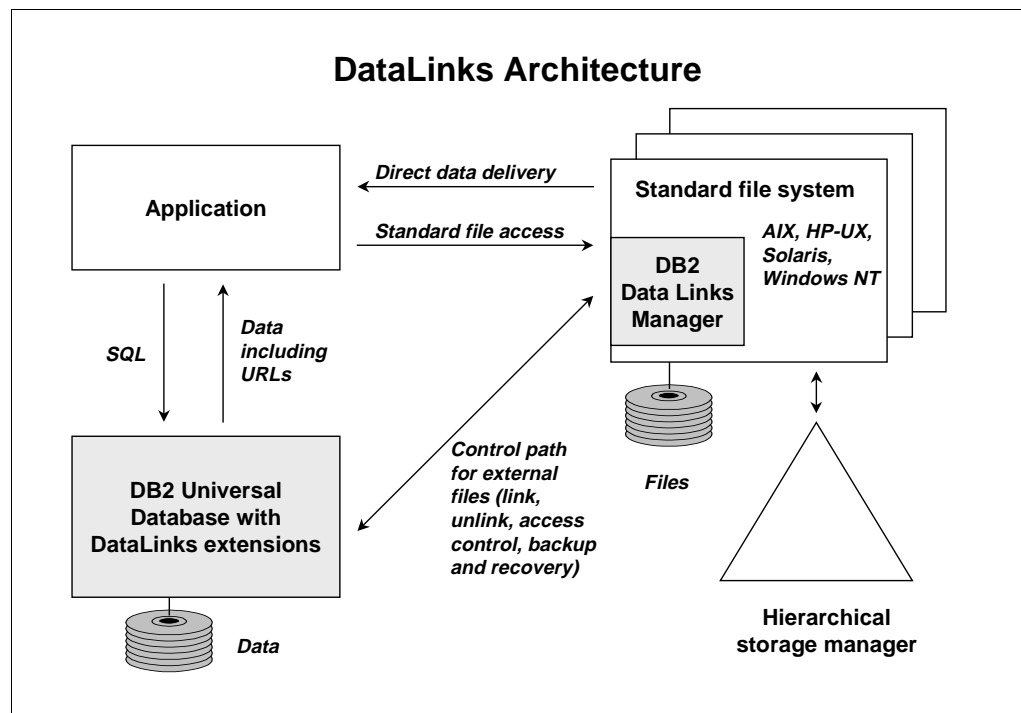 DataLinks Architecture
Application
Direct data delivery
Standard file access
Standard file system
AIX, HP-UX,
Solaris,
Windows NT
DB2
Data Links
Manager
SQL
Data
including
URLs
Control path
for external
files (link,
unlink, access
control, backup
and recovery)
Files
DB2 Universal
Database with
DataLinks extensions
Data
Hierarchical
storage manager